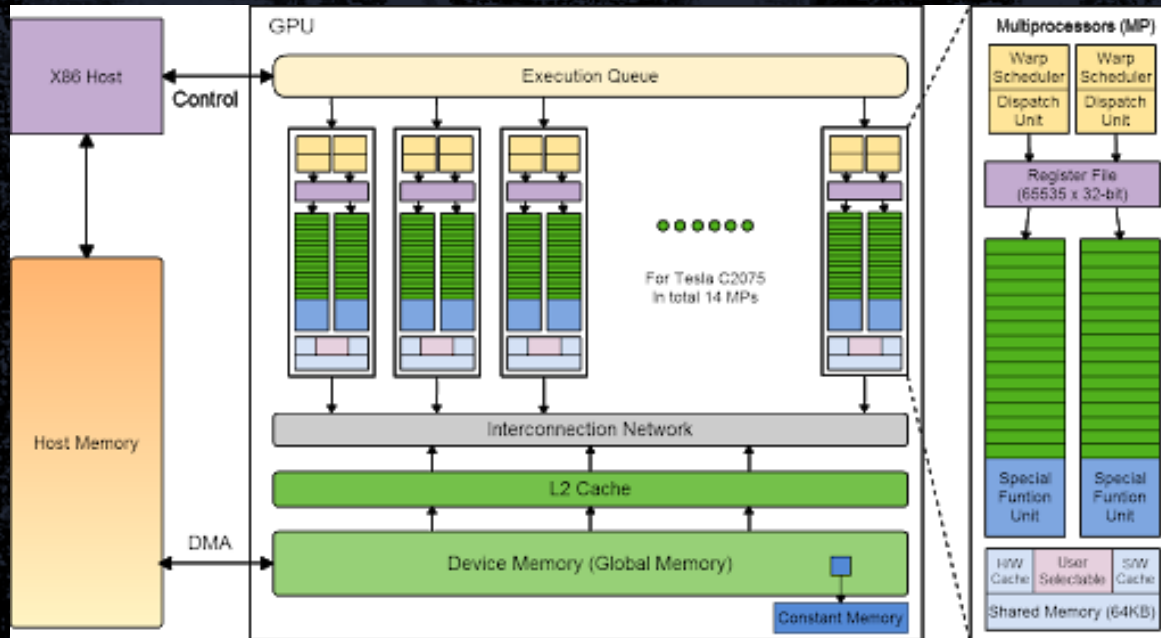 GPU
X86 Host
Control
Execution Queue
For Tesla C2075
In total 14 MPs
Interconnection Network
L2 Cache
Host Memory
DMA
Device Memory (Global Memory)
Constant Memory
Multiprocessors (MP)
Warp
Scheduler
Dispatch
Unit
Warp
Scheduler
Dispatch
Unit
Register File
(65535 x 32-bit)
Special
Funtion
Unit
Special
Funtion
Unit
H/W
Cache
User
Selectable
S/W
Cache
Shared Memory (64KB)